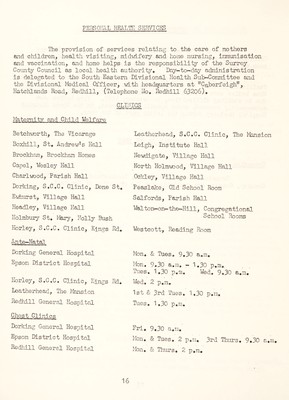 PERSONAL HEALTH SERVICES
The provision of services relating to the care of mothers
and children, health visiting, midwifery and home nursing, immunisation
and vaccination, and home helps is the responsibility of the Surrey
County Council as local health authority. Day-to-day administration
is delegated to the South Eastern Divisional Health Sub-Committee and
the Divisional Medical Officer, with headquarters at "Caberfeigh",
Hatchlands Road, Redhill, (Telephone No. Redhill 63206).
CLINICS
Maternity and Child Welfare
Betchworth, The Vicarage Leatherhead, S.C.C. Clinic, The Mansion
Boxhill, St. Andrew's Hall Leigh, Institute Hall
Brockham, Brockham Homes Newdigate, Village Hall
Capel, Wesley Hall North Holmwood, Village Hall
Charlwood, Parish Hall Ockley, Village Hall
Dorking, S.C.C. Clinic, Dene St. Peaslake, Old School Room
Ewhurst, Village Hall Salfords, Parish Hall
Headley, Village Hall Walton-on-the-Hill, Congregational
Holmbury St. Mary, Holly Bush School Rooms
Horley, S.C.C. Clinic, Kings Rd. Westcott, Reading Room
Ante-Natal
Dorking General Hospital Mon. & Tues. 9.30 a.m.
Epsom District Hospital Mon. 9.30 a.m. - 1.30 p.m.
Tues. 1.30 p.m. Wed. 9.30 a.m.
Horley, S.C.C. Clinic, Kings Rd. Wed. 2 p.m.
Leatherhead, The Mansion 1st & 3rd Tues. 1.30 p.m.
Redhill General Hospital Tues. 1.30 p.m.
Chest Clinics
Dorking General Hospital Fri. 9.30 a.m.
Epsom District Hospital Mon. & Tues. 2 p.m. 3rd Thurs. 9.30 a.m.
Redhill General Hospital Mon. & Thurs. 2 p.m.
16